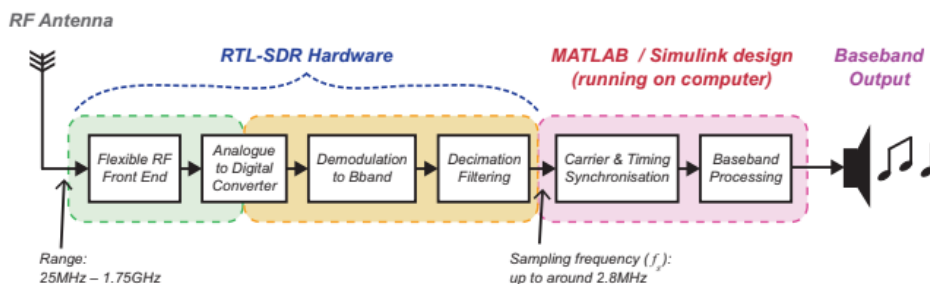 RF Antenna
RTL-SDR Hardware
MATLAB / Simulink design
(running on computer)
Baseband
Output
Flexible RF
Front End
Analogue
to Digital
Converter
Demodulation
to Bband
Decimation
Filtering
Carrier & Timing
Synchronisation
Baseband
Processing
Range:
25MHz – 1.75GHz
Sampling frequency (fs):
up to around 2.8MHz